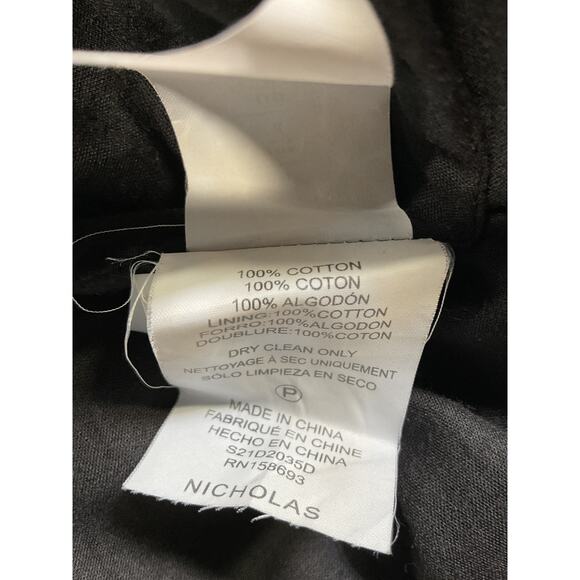 100% COTTON
100% COTON
100% ALGODÓN
LINING:100%COTTON
FORRO:100%ALGODON
DOUBLURE:100%COTON
DRY CLEAN ONLY
NETTOYAGE À SEC UNIQUEMENT
SÓLO LIMPIEZA EN SECO
P
MADE IN CHINA
FABRIQUÉ EN CHINE
HECHO EN CHINA
S21D2035D
RN158693
NICHOLAS